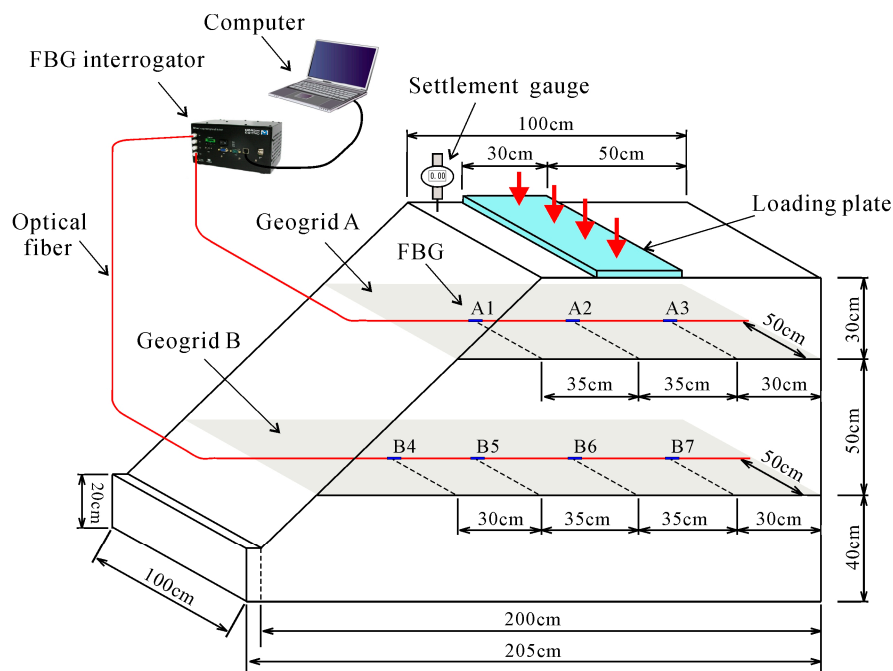 Computer
FBG interrogator
Settlement gauge
100cm
30cm
50cm
0.00
Loading plate
Optical
fiber
Geogrid A
FBG
A1
A2
A3
50cm
30cm
Geogrid B
35cm
35cm
30cm
50cm
B4
B5
B6
B7
50cm
20cm
30cm
35cm
35cm
30cm
40cm
100cm
200cm
205cm